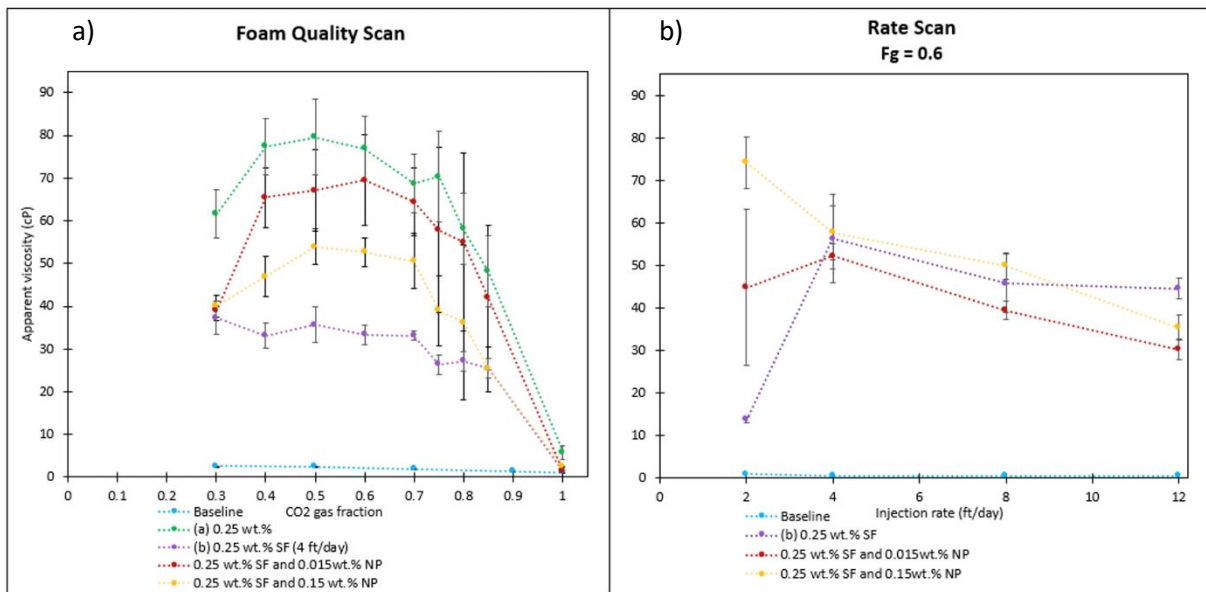 a)
Foam Quality Scan
90
80
70
60
50
40
30
20
10
0
Apparent viscosity (cP)
0 0.1 0.2 0.3 0.4 0.5 0.6 0.7 0.8 0.9 1
CO2 gas fraction
Baseline
(a) 0.25 wt.%
(b) 0.25 wt.% SF (4 ft/day)
0.25 wt.% SF and 0.015wt.% NP
0.25 wt.% SF and 0.15 wt.% NP
b)
Rate Scan
Fg = 0.6
90
80
70
60
50
40
30
20
10
0
0 2 4 6 8 10 12
Injection rate (ft/day)
Baseline
(b) 0.25 wt.% SF
0.25 wt.% SF and 0.015wt.% NP
0.25 wt.% SF and 0.15wt.% NP